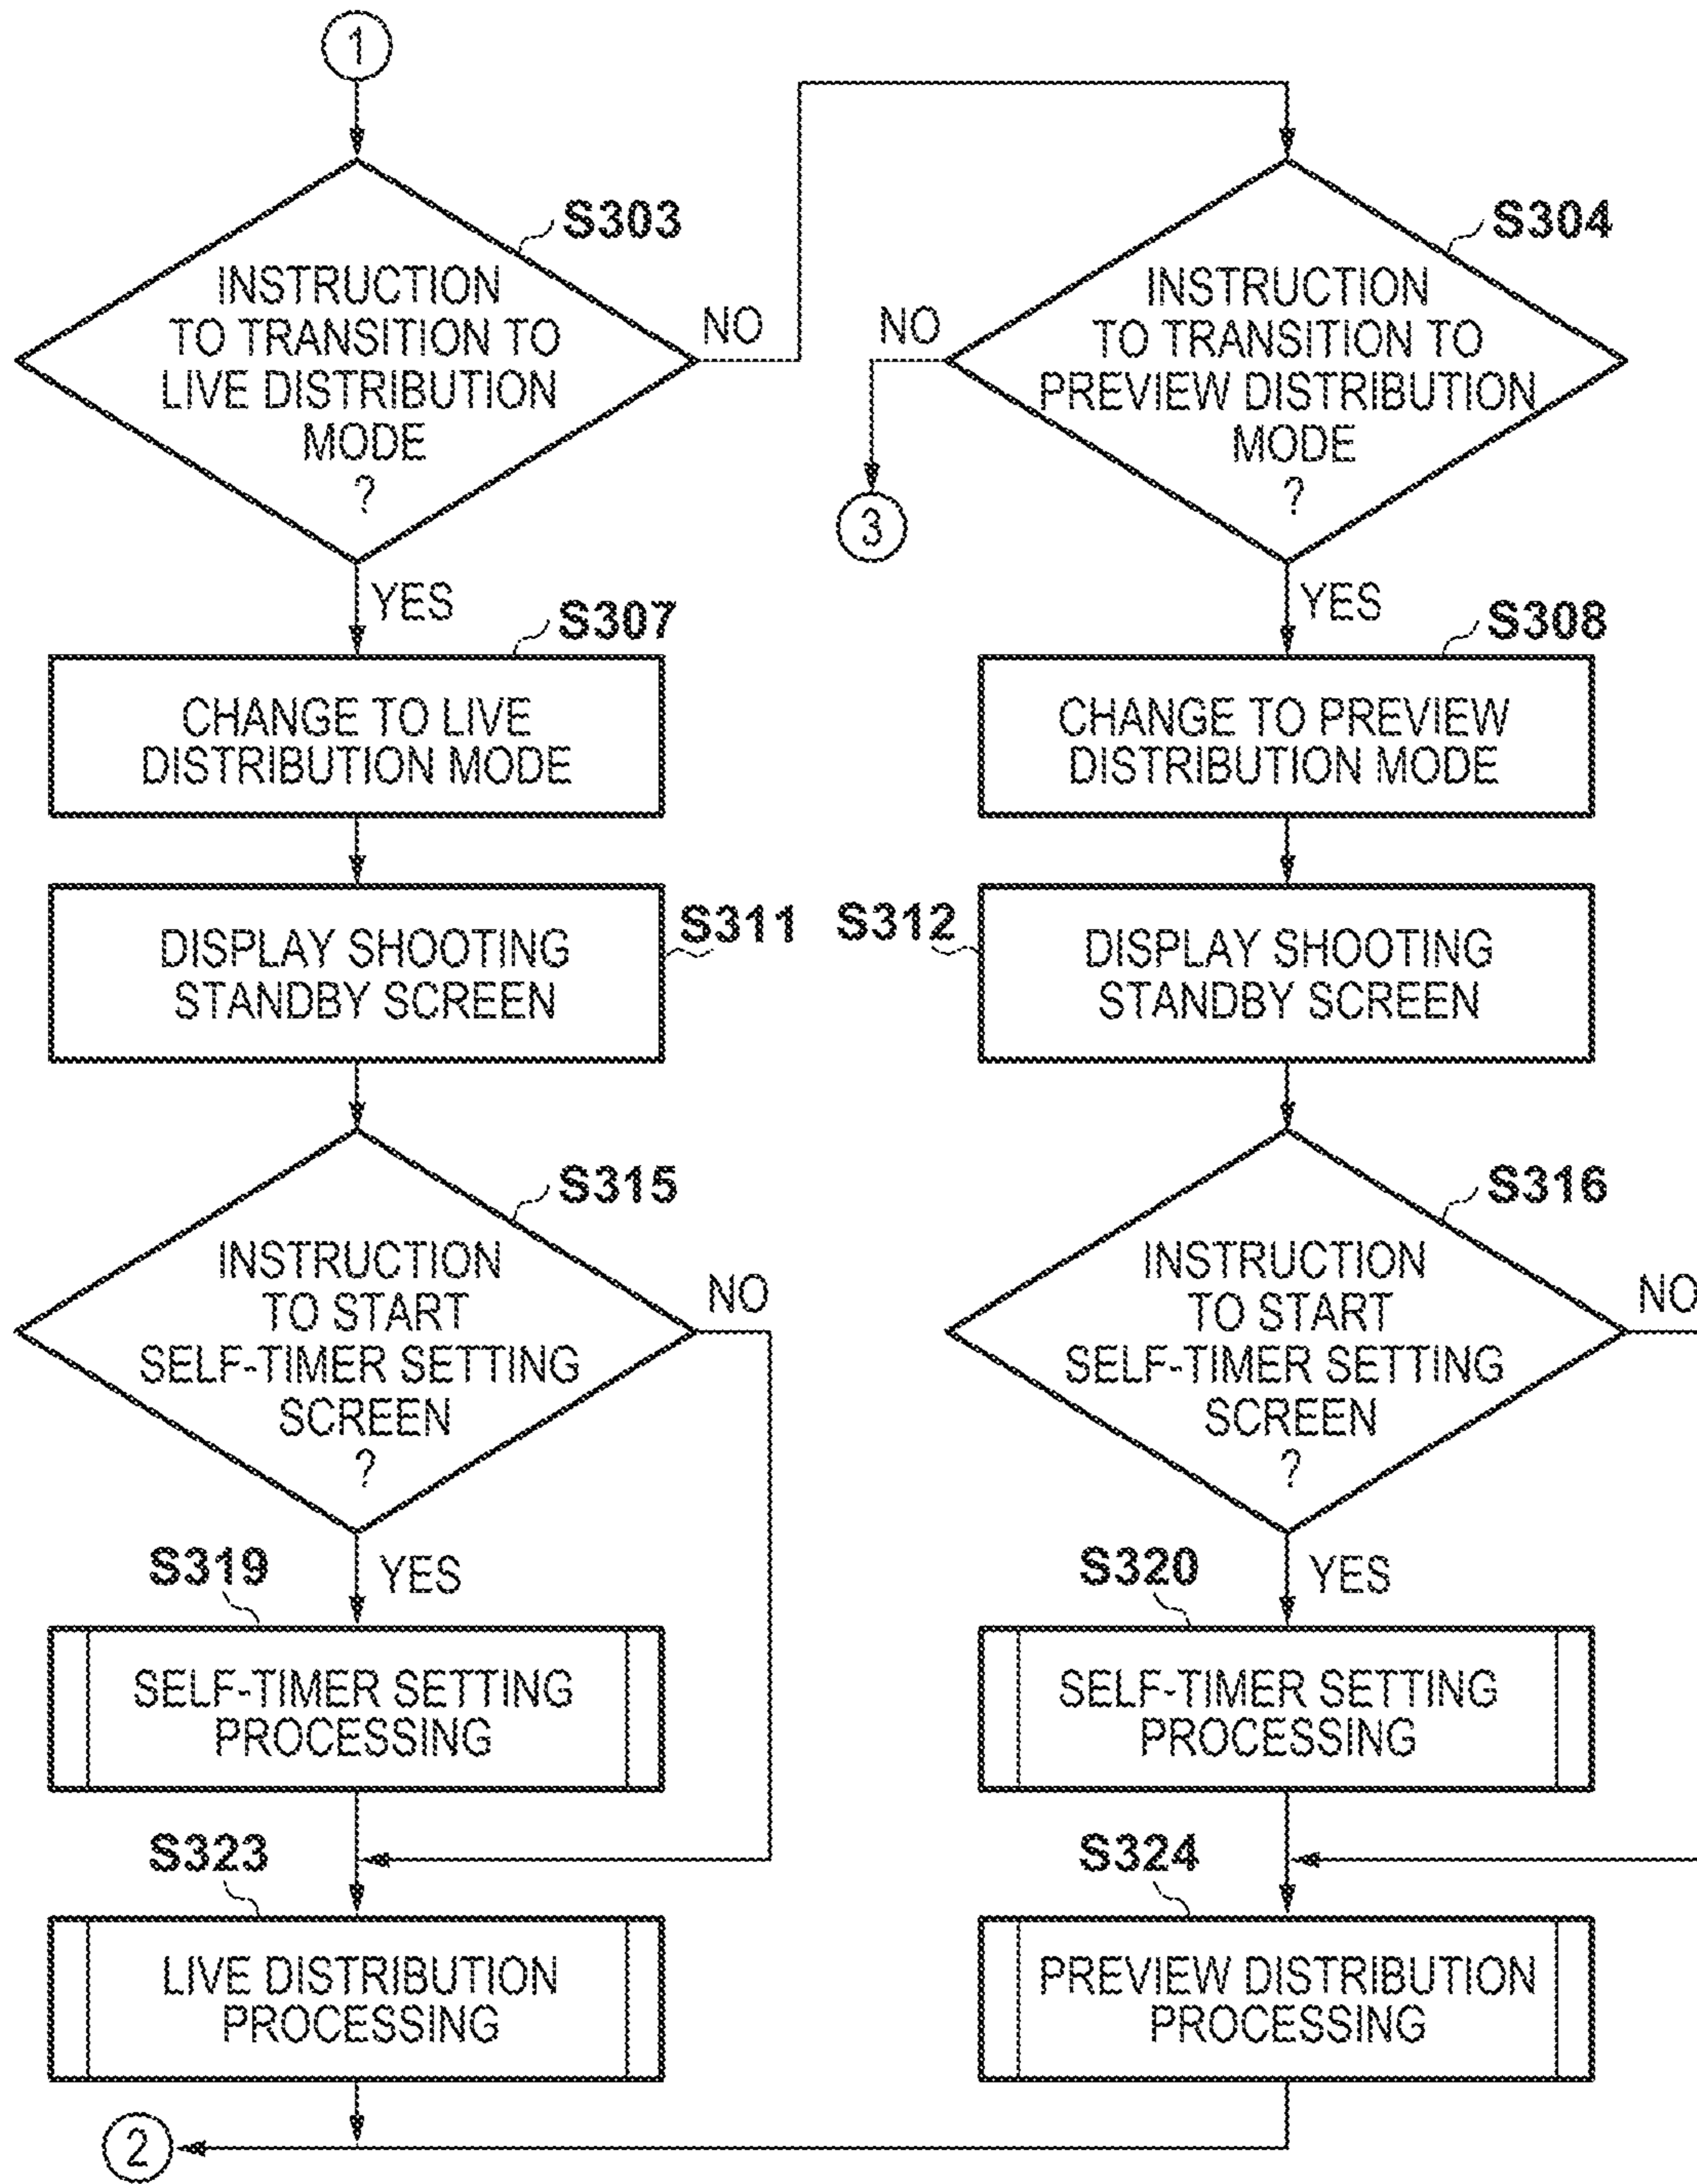 1
S303
INSTRUCTION
TO TRANSITION TO
LIVE DISTRIBUTION
MODE
?
NO
YES
S307
CHANGE TO LIVE
DISTRIBUTION MODE
S311
DISPLAY SHOOTING
STANDBY SCREEN
S315
INSTRUCTION
TO START
SELF-TIMER SETTING
SCREEN
?
NO
YES
S319
SELF-TIMER SETTING
PROCESSING
S323
LIVE DISTRIBUTION
PROCESSING
2
S304
INSTRUCTION
TO TRANSITION TO
PREVIEW DISTRIBUTION
MODE
?
NO
3
YES
S308
CHANGE TO PREVIEW
DISTRIBUTION MODE
S312
DISPLAY SHOOTING
STANDBY SCREEN
S316
INSTRUCTION
TO START
SELF-TIMER SETTING
SCREEN
?
NO
YES
S320
SELF-TIMER SETTING
PROCESSING
S324
PREVIEW DISTRIBUTION
PROCESSING